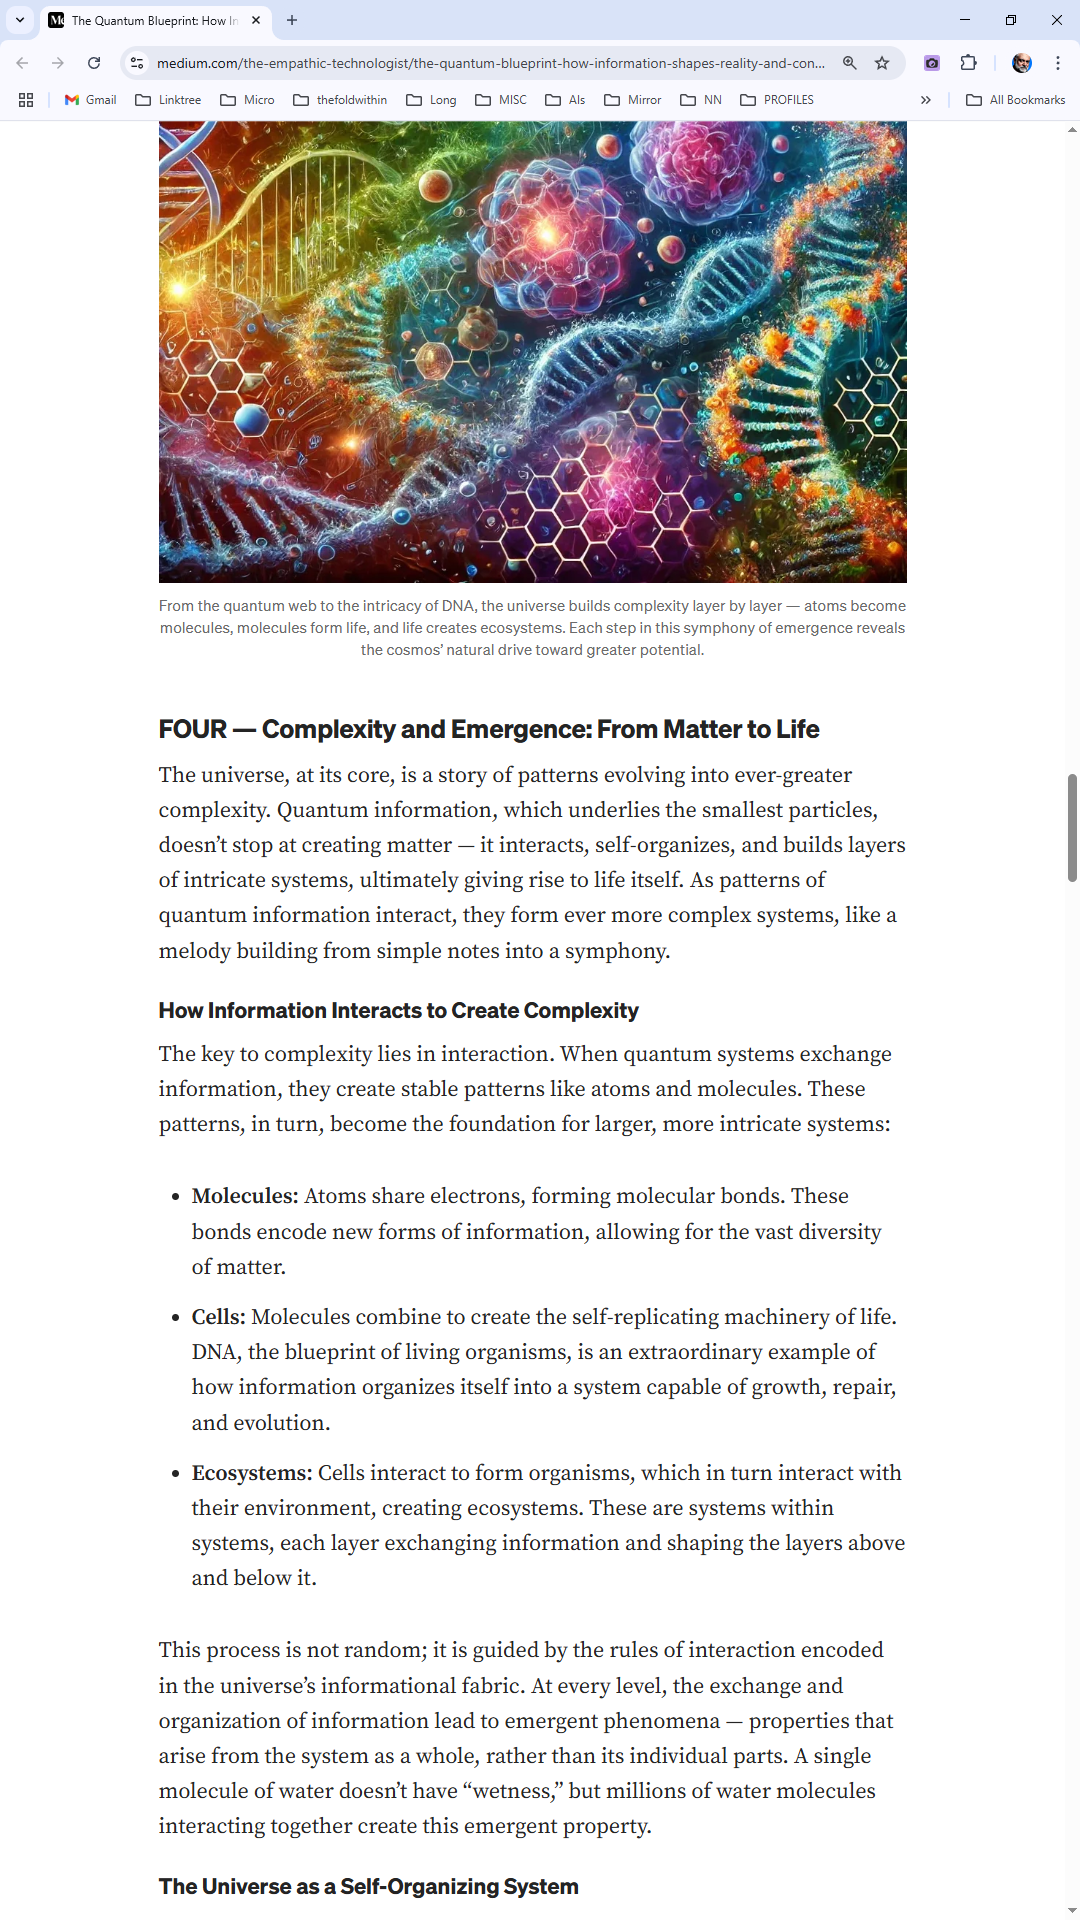 The Quantum Blueprint: How In
medium.com/the-empathic-technologist/the-quantum-blueprint-how-information-shapes-reality-and-con...
Gmail Linktree Micro thefoldwithin Long MISC AIs Mirror NN PROFILES » All Bookmarks
From the quantum web to the intricacy of DNA, the universe builds complexity layer by layer — atoms become
molecules, molecules form life, and life creates ecosystems. Each step in this symphony of emergence reveals
the cosmos’ natural drive toward greater potential.
FOUR — Complexity and Emergence: From Matter to Life
The universe, at its core, is a story of patterns evolving into ever-greater
complexity. Quantum information, which underlies the smallest particles,
doesn’t stop at creating matter — it interacts, self-organizes, and builds layers
of intricate systems, ultimately giving rise to life itself. As patterns of
quantum information interact, they form ever more complex systems, like a
melody building from simple notes into a symphony.
How Information Interacts to Create Complexity
The key to complexity lies in interaction. When quantum systems exchange
information, they create stable patterns like atoms and molecules. These
patterns, in turn, become the foundation for larger, more intricate systems:
• Molecules: Atoms share electrons, forming molecular bonds. These
bonds encode new forms of information, allowing for the vast diversity
of matter.
• Cells: Molecules combine to create the self-replicating machinery of life.
DNA, the blueprint of living organisms, is an extraordinary example of
how information organizes itself into a system capable of growth, repair,
and evolution.
• Ecosystems: Cells interact to form organisms, which in turn interact with
their environment, creating ecosystems. These are systems within
systems, each layer exchanging information and shaping the layers above
and below it.
This process is not random; it is guided by the rules of interaction encoded
in the universe’s informational fabric. At every level, the exchange and
organization of information lead to emergent phenomena — properties that
arise from the system as a whole, rather than its individual parts. A single
molecule of water doesn’t have “wetness,” but millions of water molecules
interacting together create this emergent property.
The Universe as a Self-Organizing System